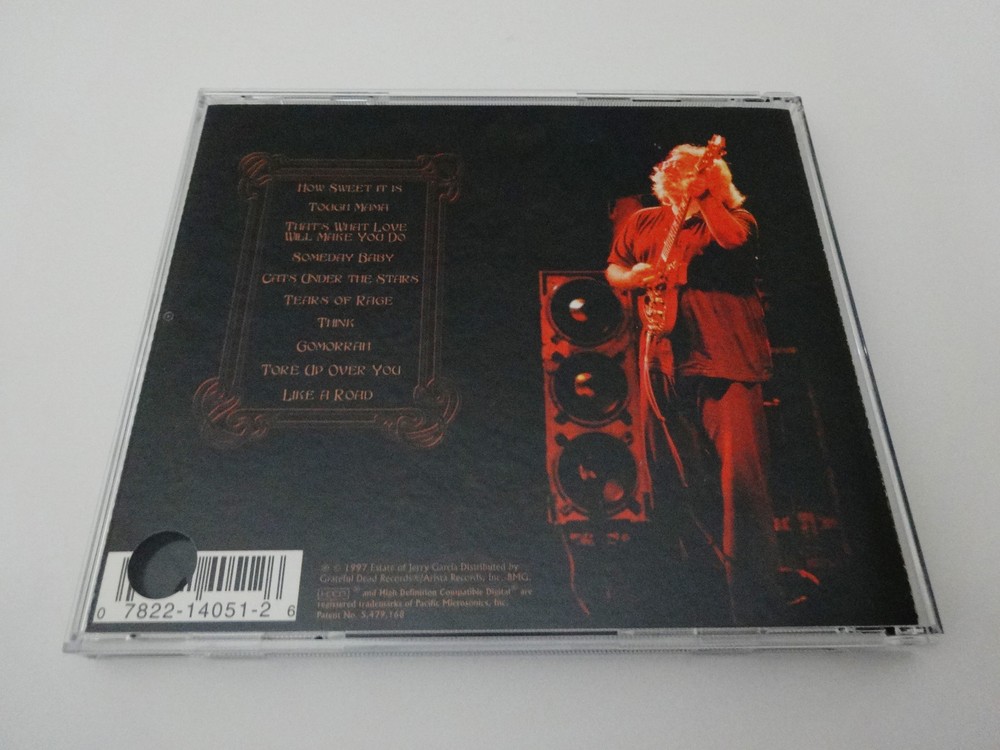 How Sweet it is
Tough Mama
That's What Love
Will Make You Do
Someday Baby
Cats Under the Stars
Tears of Rage
Think
Gomorrah
Tore Up Over You
Like a Road
℗ © 1997 Estate of Jerry Garcia Distributed by
Grateful Dead Records®/Arista Records, Inc. BMG.
HDCD ® and High Definition Compatible Digital® are
registered trademarks of Pacific Microsonics, Inc.
Patent No. 5,479,168
0 7822-14051-2 6